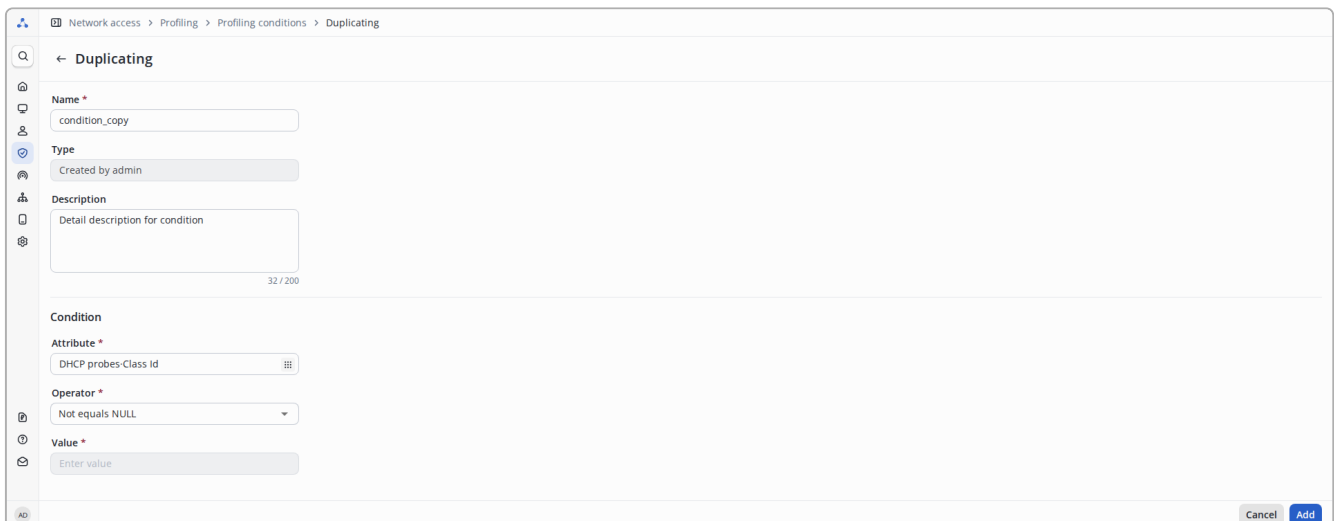 Network access > Profiling > Profiling conditions > Duplicating
← Duplicating
Name *
condition_copy
Type
Created by admin
Description
Detail description for condition
32 / 200
Condition
Attribute *
DHCP probes·Class Id
Operator *
Not equals NULL
Value *
Enter value
AD
Cancel
Add